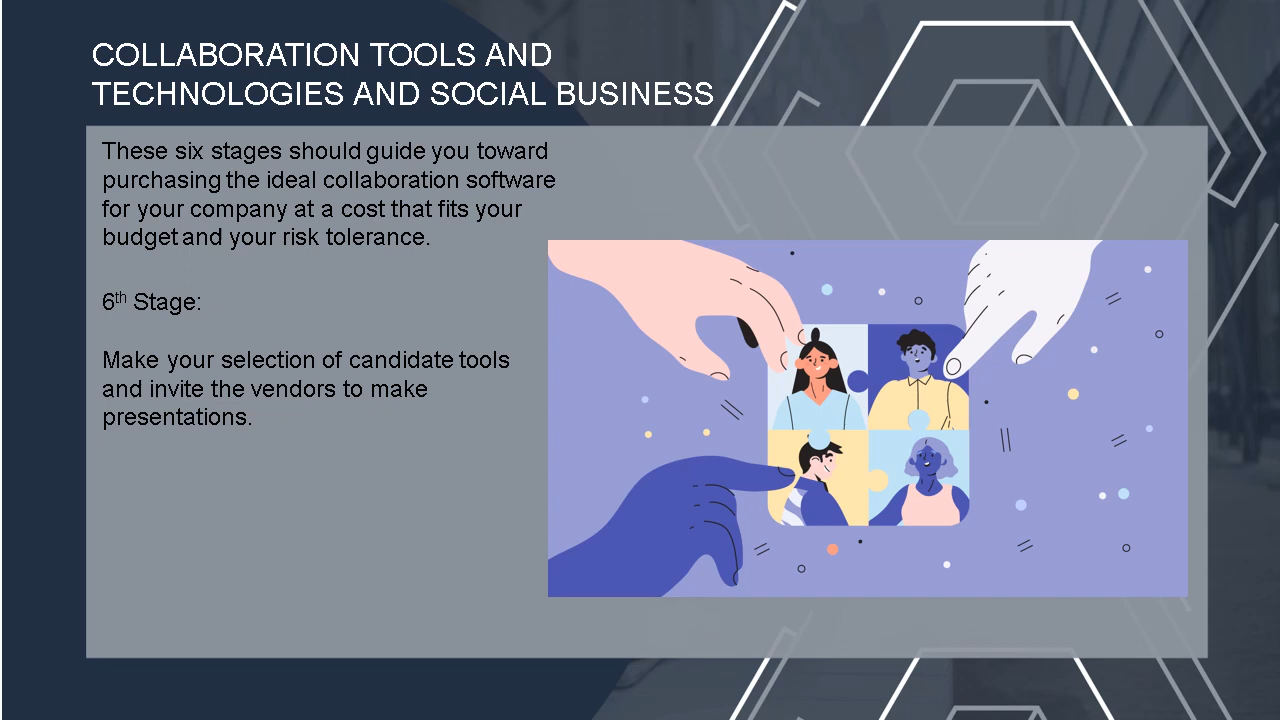 COLLABORATION TOOLS AND
TECHNOLOGIES AND SOCIAL BUSINESS
These six stages should guide you toward
purchasing the ideal collaboration software
for your company at a cost that fits your
budget and your risk tolerance.
6th Stage:
Make your selection of candidate tools
and invite the vendors to make
presentations.